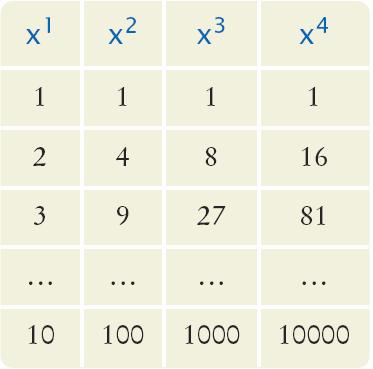 x¹ x² x³ x⁴
1 1 1 1
2 4 8 16
3 9 27 81
... ... ... ...
10 100 1000 10000